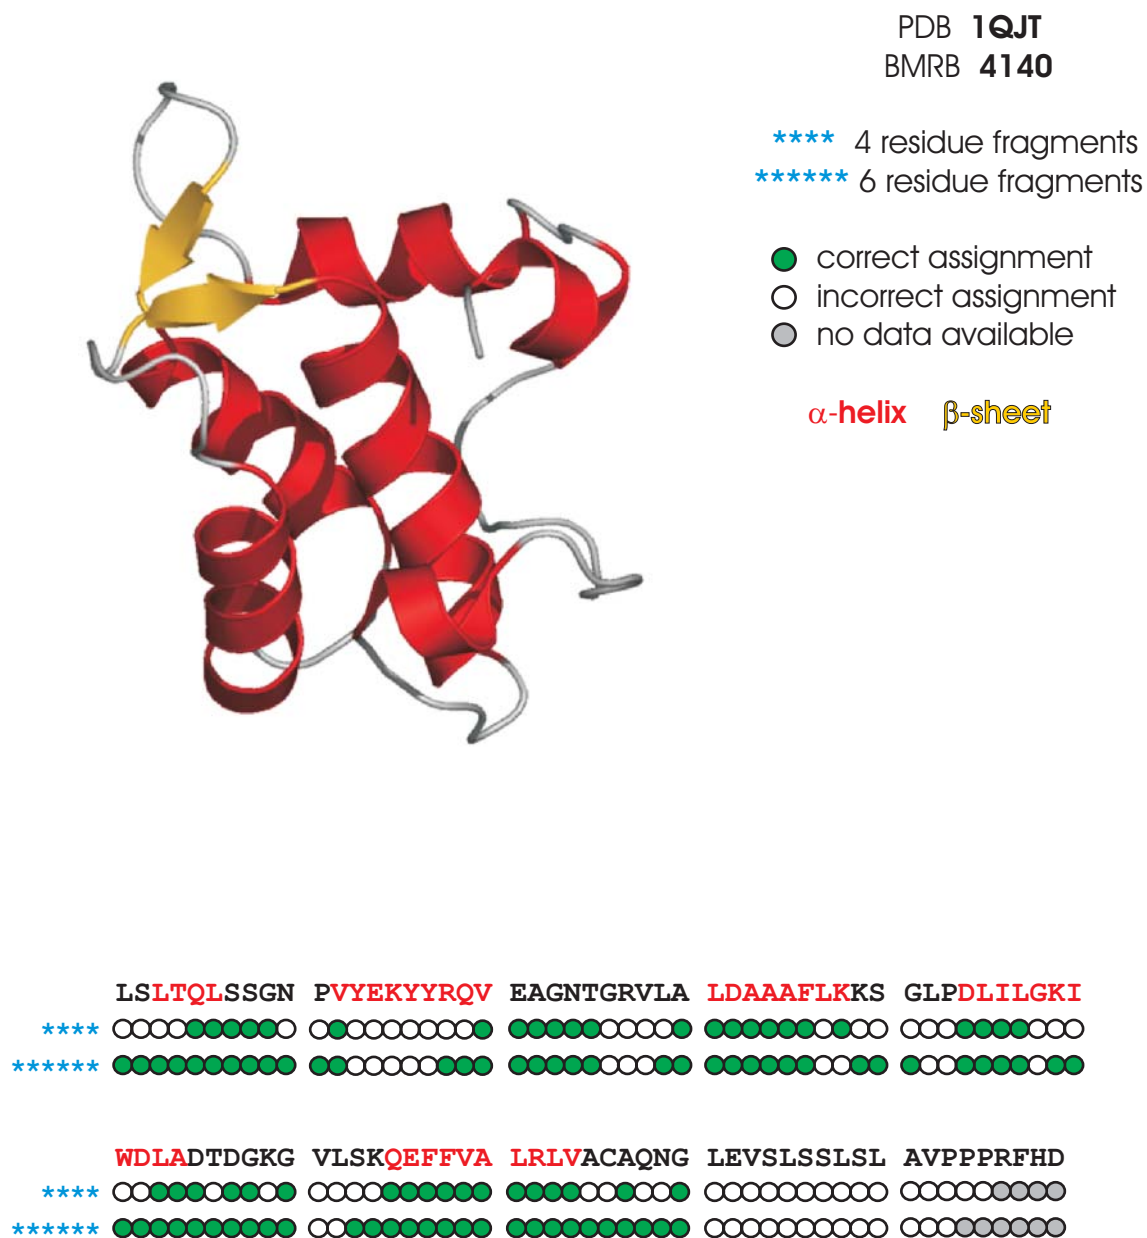 PDB 1QJT
BMRB 4140
**** 4 residue fragments
****** 6 residue fragments
correct assignment
incorrect assignment
no data available
α-helix β-sheet
LSLTQLSSGN PVYEKYYRQV EAGNTGRVLA LDAAAFLKKS GLPDLILGKI
****
******
WDLADTDGKG VLSKQEFFVA LRLVACAQNG LEVSLSSLSL AVPPPRFHD
****
******